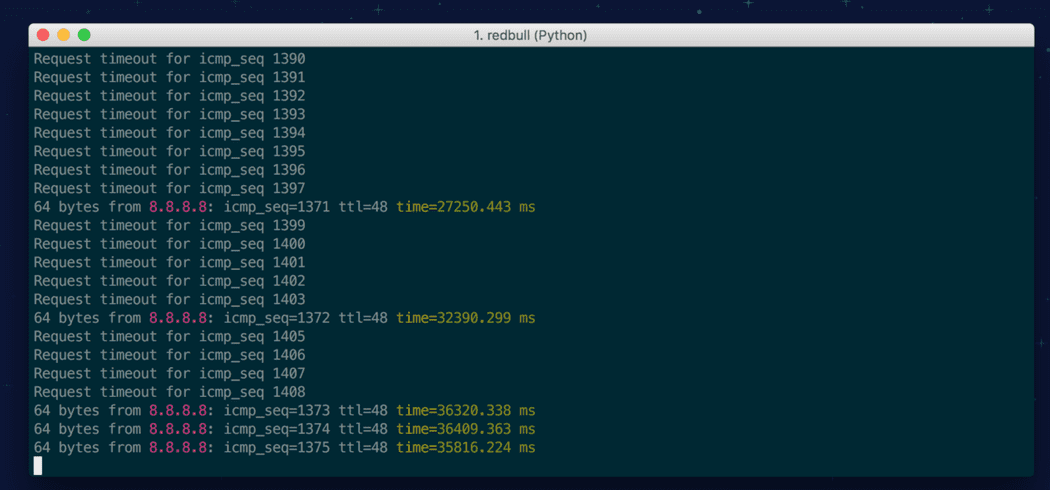 1. redbull (Python)
Request timeout for icmp_seq 1390
Request timeout for icmp_seq 1391
Request timeout for icmp_seq 1392
Request timeout for icmp_seq 1393
Request timeout for icmp_seq 1394
Request timeout for icmp_seq 1395
Request timeout for icmp_seq 1396
Request timeout for icmp_seq 1397
64 bytes from 8.8.8.8: icmp_seq=1371 ttl=48 time=27250.443 ms
Request timeout for icmp_seq 1399
Request timeout for icmp_seq 1400
Request timeout for icmp_seq 1401
Request timeout for icmp_seq 1402
Request timeout for icmp_seq 1403
64 bytes from 8.8.8.8: icmp_seq=1372 ttl=48 time=32390.299 ms
Request timeout for icmp_seq 1405
Request timeout for icmp_seq 1406
Request timeout for icmp_seq 1407
Request timeout for icmp_seq 1408
64 bytes from 8.8.8.8: icmp_seq=1373 ttl=48 time=36320.338 ms
64 bytes from 8.8.8.8: icmp_seq=1374 ttl=48 time=36409.363 ms
64 bytes from 8.8.8.8: icmp_seq=1375 ttl=48 time=35816.224 ms